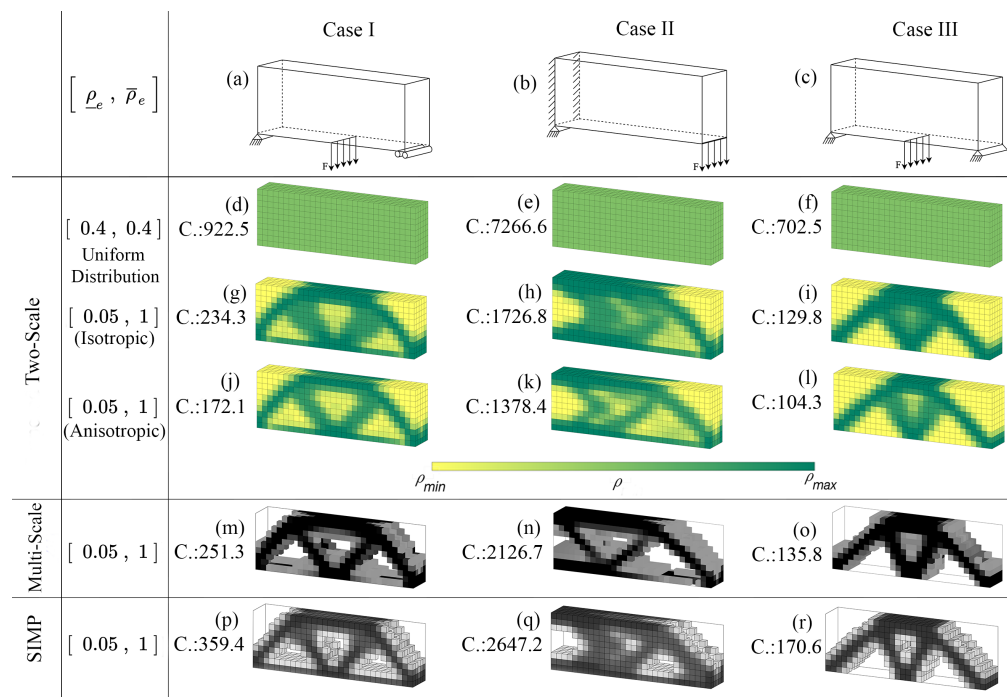 Case I
Case II
Case III
[ ρ_e , ρ̅_e ]
(a)
F
(b)
F
(c)
F
Two-Scale
[ 0.4 , 0.4 ]
Uniform
Distribution
(d)
C.:922.5
(e)
C.:7266.6
(f)
C.:702.5
[ 0.05 , 1 ]
(Isotropic)
(g)
C.:234.3
(h)
C.:1726.8
(i)
C.:129.8
[ 0.05 , 1 ]
(Anisotropic)
(j)
C.:172.1
(k)
C.:1378.4
(l)
C.:104.3
ρmin
ρ
ρmax
Multi-Scale
[ 0.05 , 1 ]
(m)
C.:251.3
(n)
C.:2126.7
(o)
C.:135.8
SIMP
[ 0.05 , 1 ]
(p)
C.:359.4
(q)
C.:2647.2
(r)
C.:170.6